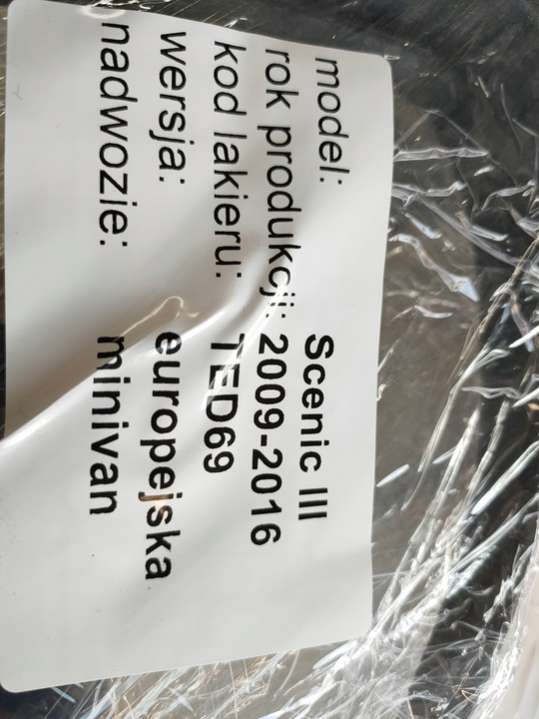 model: Scenic III
rok produkcji: 2009-2016
kod lakieru: TED69
wersja: europejska
nadwozie: minivan